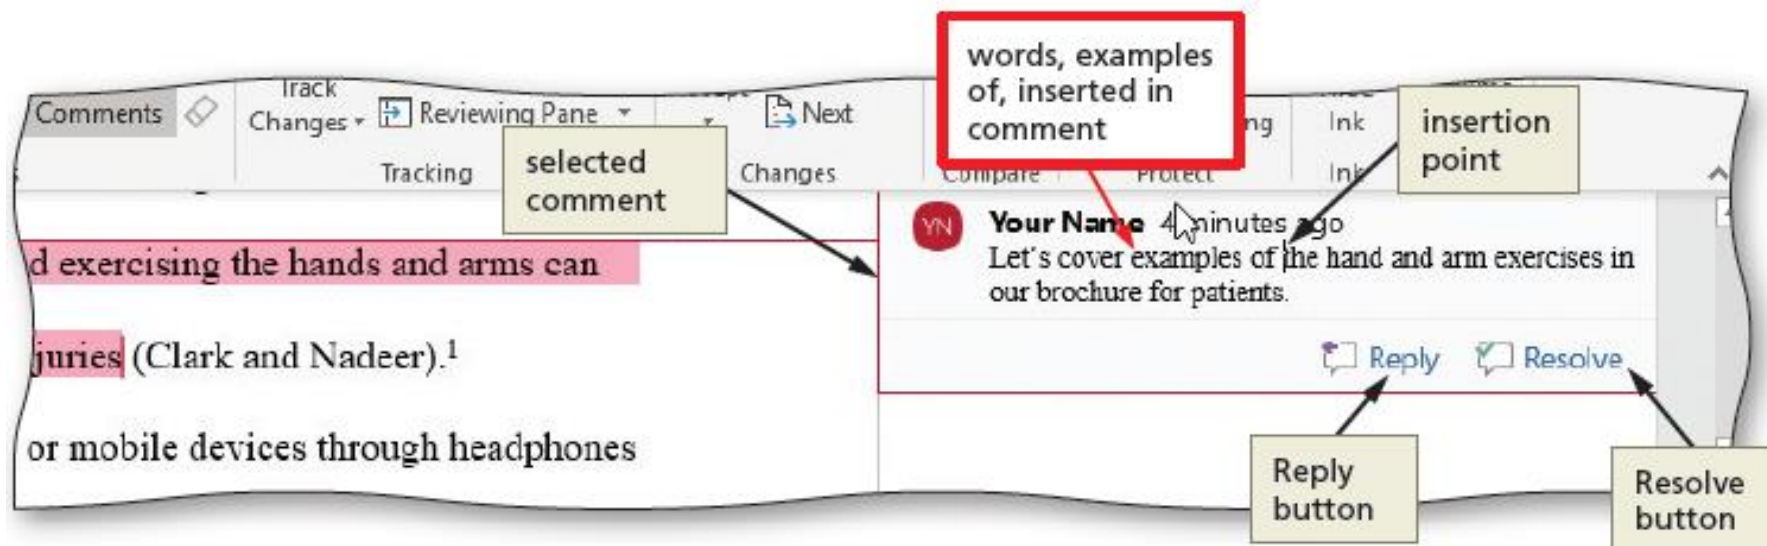 words, examples
of, inserted in
comment
Track
Comments
Changes
Reviewing Pane
Next
ng
Ink
insertion
point
selected
comment
Tracking
Changes
Compare
Protect
Ink
YN
Your Name 4 minutes ago
d exercising the hands and arms can
Let's cover examples of the hand and arm exercises in
our brochure for patients.
juries (Clark and Nadeer).1
Reply
Resolve
or mobile devices through headphones
Reply
button
Resolve
button